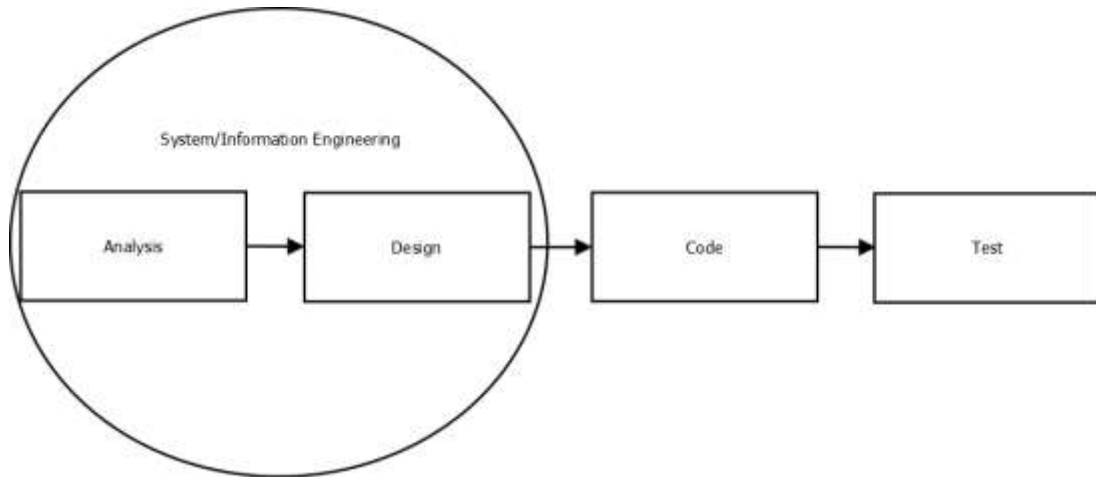 System/Information Engineering
Analysis
Design
Code
Test